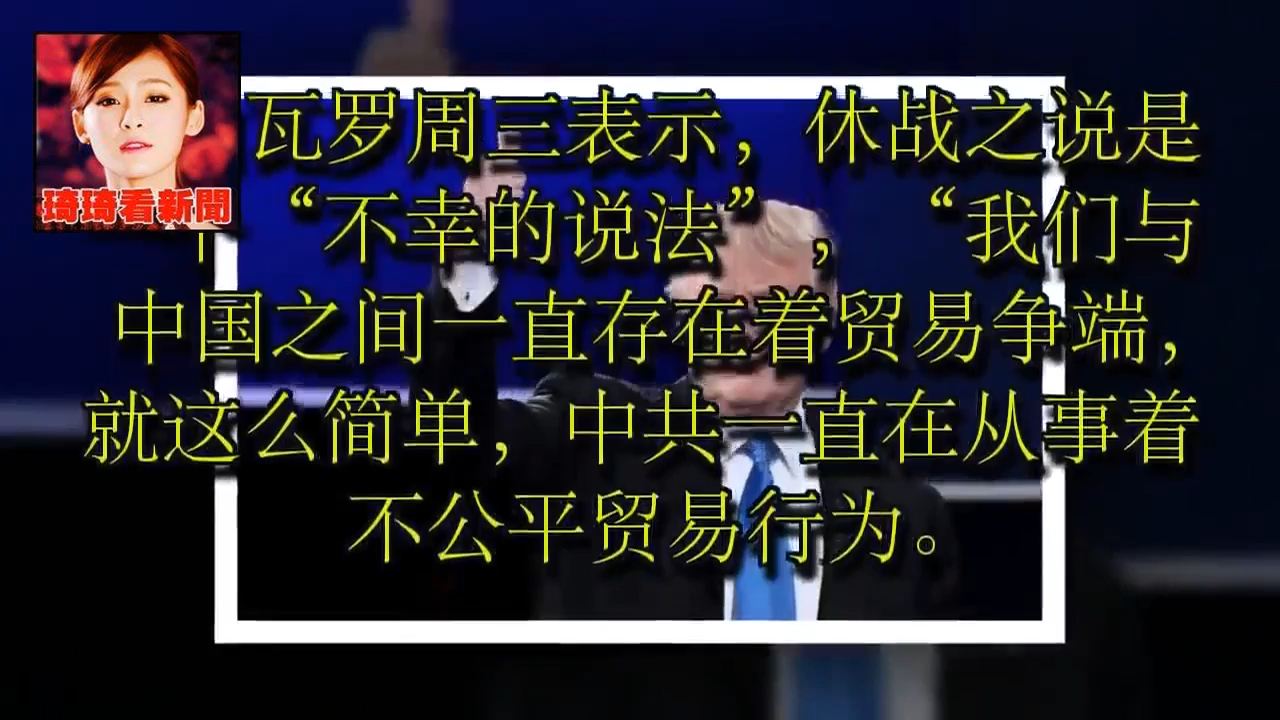 琦琦看新聞
瓦罗周三表示，休战之说是
“不幸的说法”，“我们与
中国之间一直存在着贸易争端，
就这么简单，中共一直在从事着
不公平贸易行为。